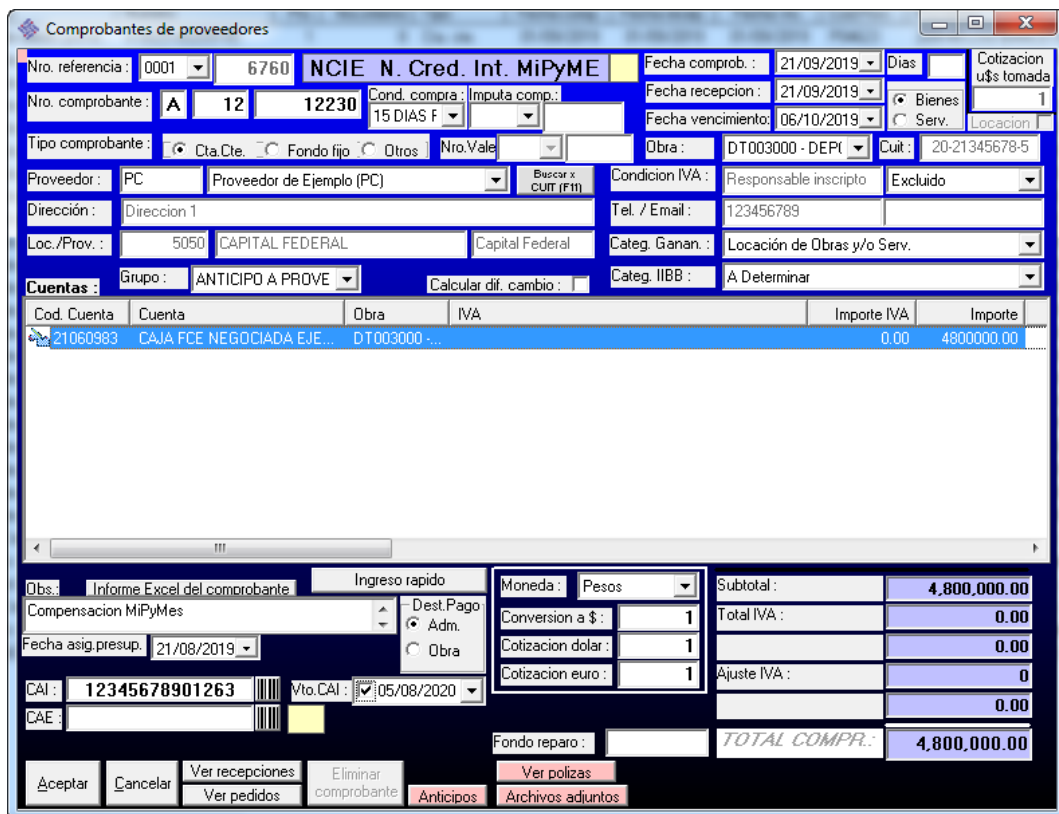 Comprobantes de proveedores
Nro. referencia : 0001 6760 NCIE N. Cred. Int. MiPyME Fecha comprob. : 21/09/2019 Dias Cotizacion u$s tomada
Nro. comprobante : A 12 12230 Cond. compra : 15 DIAS F Imputa comp.: Fecha recepcion : 21/09/2019 Bienes 1
Fecha vencimiento: 06/10/2019 Serv. Locacion
Tipo comprobante : Cta.Cte. Fondo fijo Otros Nro.Vale Obra : DT003000 - DEP( Cuit : 20-21345678-5
Proveedor : PC Proveedor de Ejemplo (PC) Buscar x CUIT (F11) Condicion IVA : Responsable inscripto Excluido
Dirección : Direccion 1 Tel. / Email : 123456789
Loc./Prov. : 5050 CAPITAL FEDERAL Capital Federal Categ. Ganan. : Locación de Obras y/o Serv.
Cuentas : Grupo : ANTICIPO A PROVE Calcular dif. cambio : Categ. IIBB : A Determinar
Cod. Cuenta Cuenta Obra IVA Importe IVA Importe
21060983 CAJA FCE NEGOCIADA EJE... DT003000 -... 0.00 4800000.00
Obs.: Informe Excel del comprobante Ingreso rapido Moneda : Pesos Subtotal : 4,800,000.00
Compensacion MiPyMes Dest.Pago Adm. Conversion a $ : 1 Total IVA : 0.00
Fecha asig.presup. 21/08/2019 Obra Cotizacion dolar : 1 0.00
Cotizacion euro : 1 Ajuste IVA : 0
CAI : 12345678901263 Vto.CAI : 05/08/2020 0.00
CAE :
Fondo reparo : TOTAL COMPR.: 4,800,000.00
Aceptar Cancelar Ver recepciones Eliminar comprobante Ver polizas
Ver pedidos Anticipos Archivos adjuntos